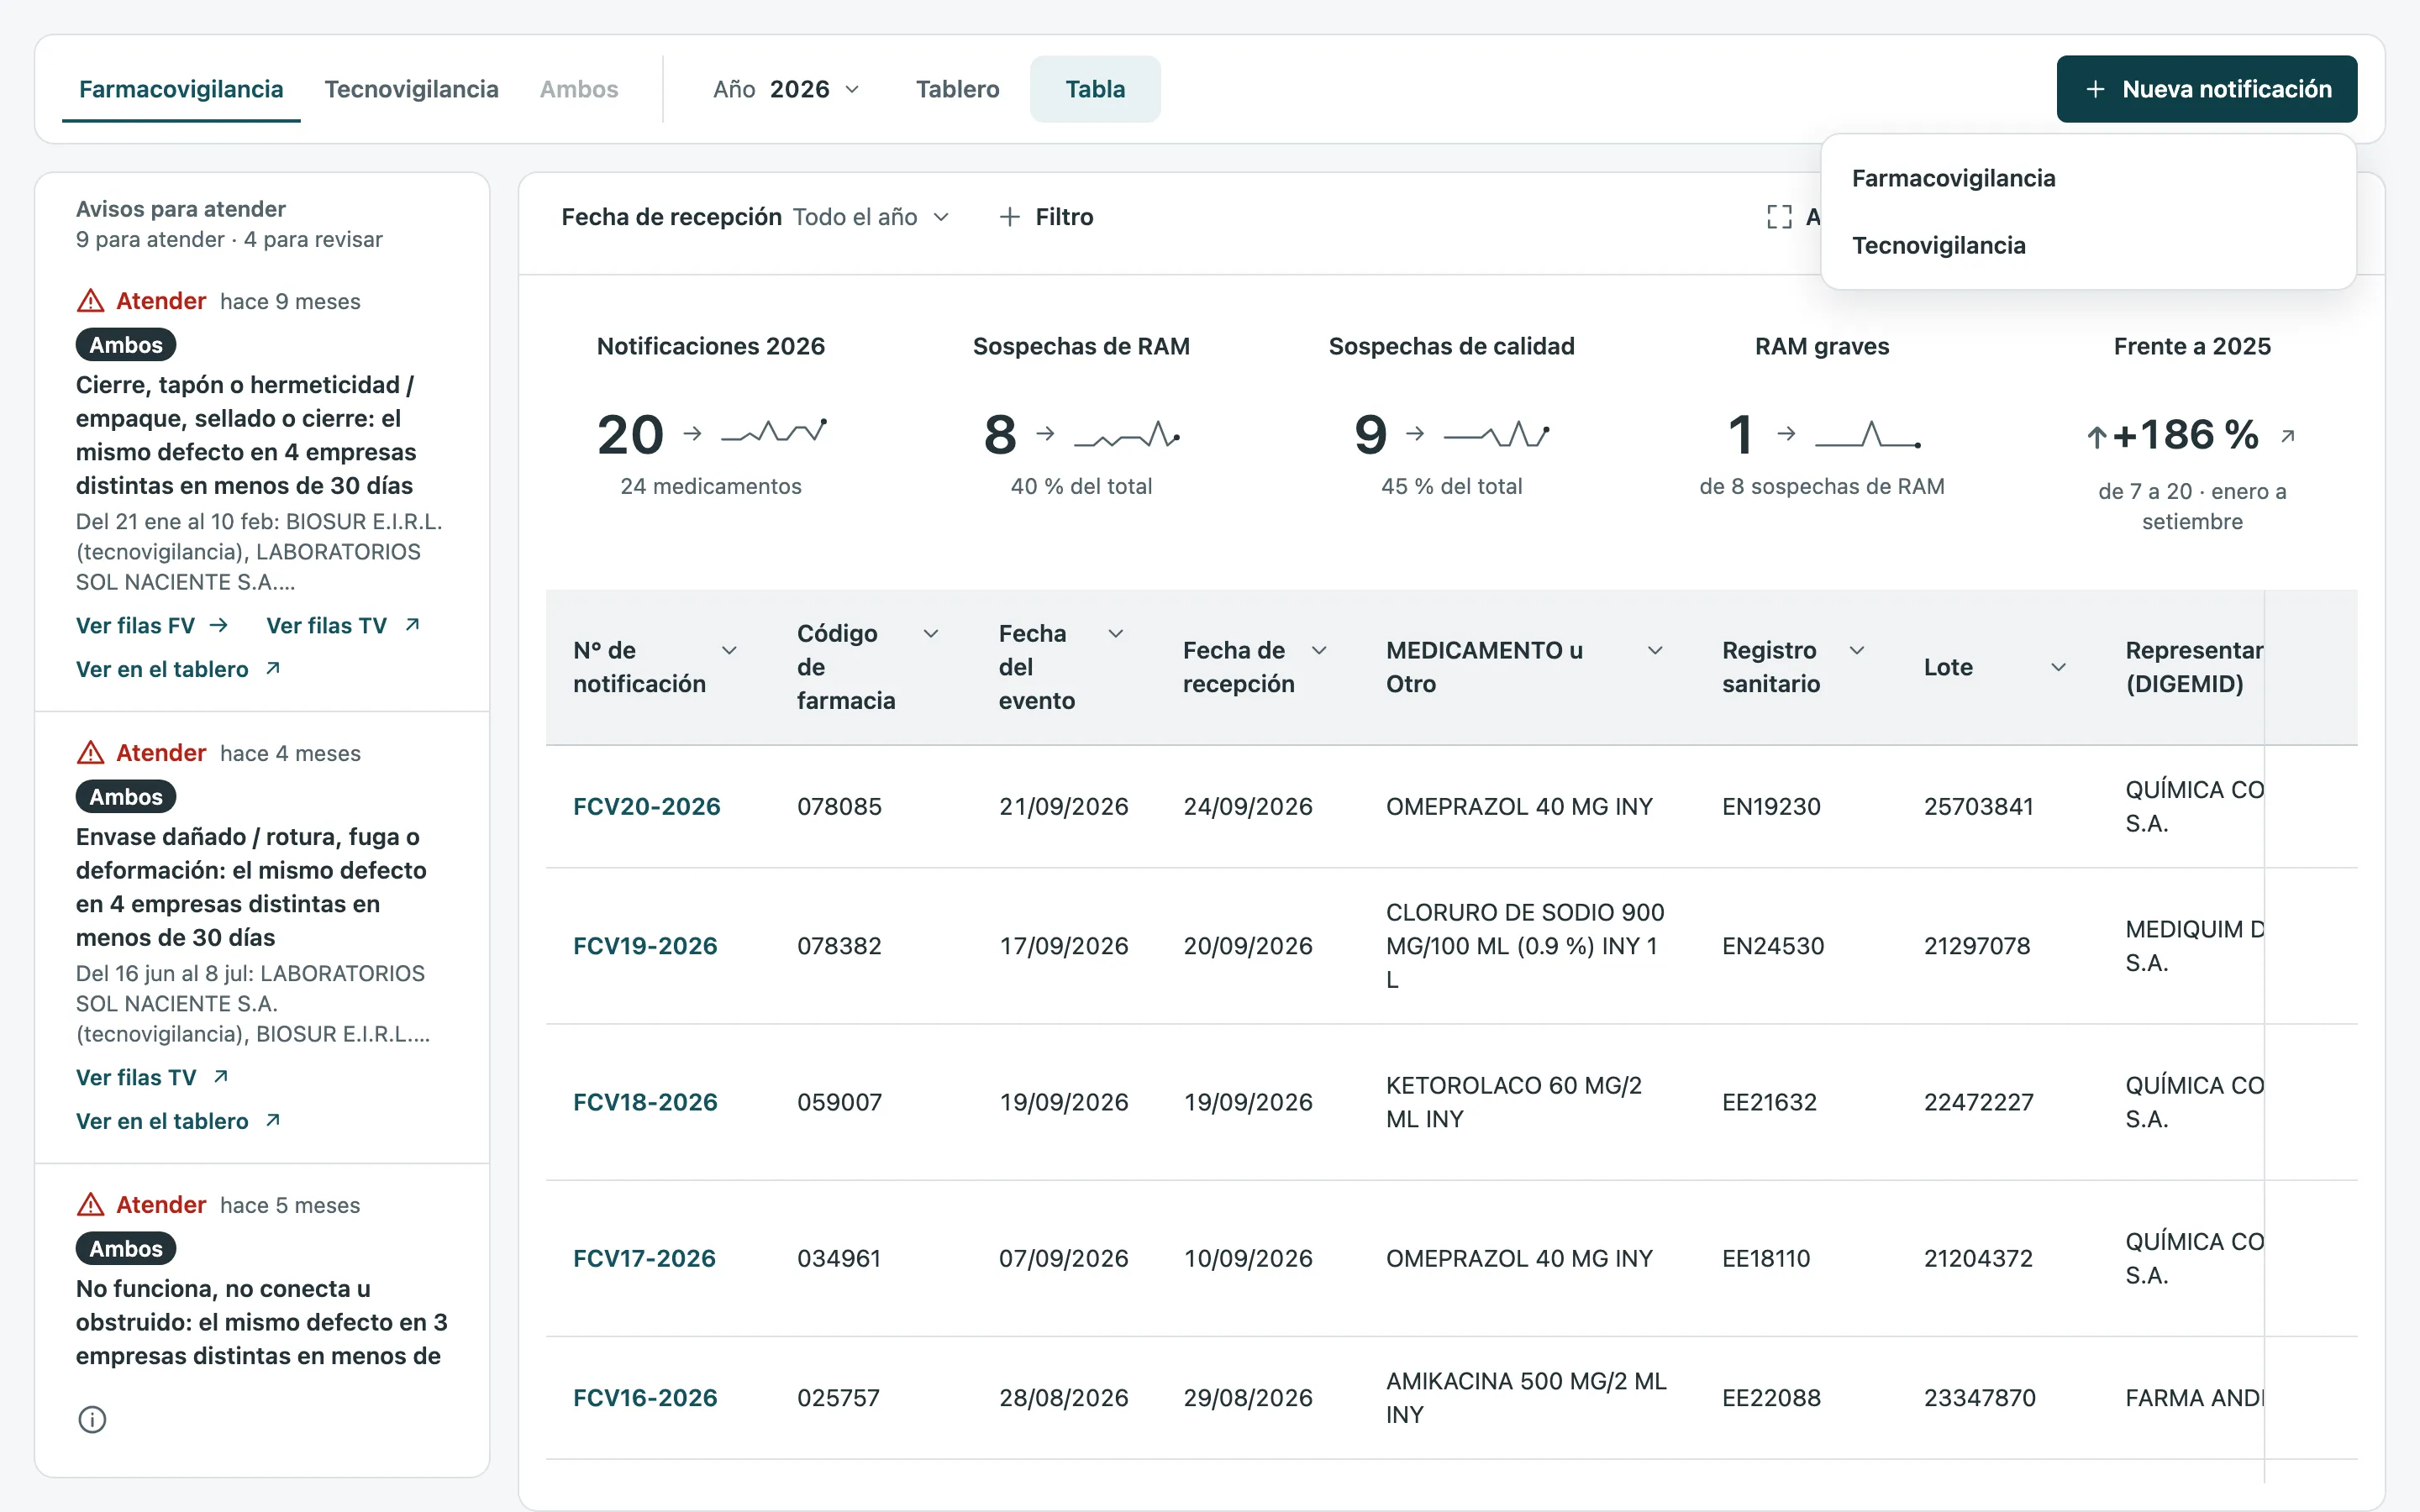 Farmacovigilancia Tecnovigilancia Ambos Año 2026 Tablero Tabla + Nueva notificación
Farmacovigilancia
Tecnovigilancia
Avisos para atender
9 para atender · 4 para revisar
Atender hace 9 meses
Ambos
Cierre, tapón o hermeticidad /
empaque, sellado o cierre: el
mismo defecto en 4 empresas
distintas en menos de 30 días
Del 21 ene al 10 feb: BIOSUR E.I.R.L.
(tecnovigilancia), LABORATORIOS
SOL NACIENTE S.A....
Ver filas FV → Ver filas TV ↗
Ver en el tablero ↗
Atender hace 4 meses
Ambos
Envase dañado / rotura, fuga o
deformación: el mismo defecto
en 4 empresas distintas en
menos de 30 días
Del 16 jun al 8 jul: LABORATORIOS
SOL NACIENTE S.A.
(tecnovigilancia), BIOSUR E.I.R.L....
Ver filas TV ↗
Ver en el tablero ↗
Atender hace 5 meses
Ambos
No funciona, no conecta u
obstruido: el mismo defecto en 3
empresas distintas en menos de
Fecha de recepción Todo el año + Filtro
Notificaciones 2026
20 →
24 medicamentos
Sospechas de RAM
8 →
40 % del total
Sospechas de calidad
9 →
45 % del total
RAM graves
1 →
de 8 sospechas de RAM
Frente a 2025
↑+186 % ↗
de 7 a 20 · enero a
setiembre
N° de
notificación
Código
de
farmacia
Fecha
del
evento
Fecha de
recepción
MEDICAMENTO u
Otro
Registro
sanitario
Lote
(DIGEMID)
FCV20-2026 078085 21/09/2026 24/09/2026 OMEPRAZOL 40 MG INY EN19230 25703841 QUÍMICA CO
S.A.
FCV19-2026 078382 17/09/2026 20/09/2026 CLORURO DE SODIO 900
MG/100 ML (0.9 %) INY 1
L
EN24530 21297078 MEDIQUIM D
S.A.
FCV18-2026 059007 19/09/2026 19/09/2026 KETOROLACO 60 MG/2
ML INY
EE21632 22472227 QUÍMICA CO
S.A.
FCV17-2026 034961 07/09/2026 10/09/2026 OMEPRAZOL 40 MG INY EE18110 21204372 QUÍMICA CO
S.A.
FCV16-2026 025757 28/08/2026 29/08/2026 AMIKACINA 500 MG/2 ML
INY
EE22088 23347870 FARMA